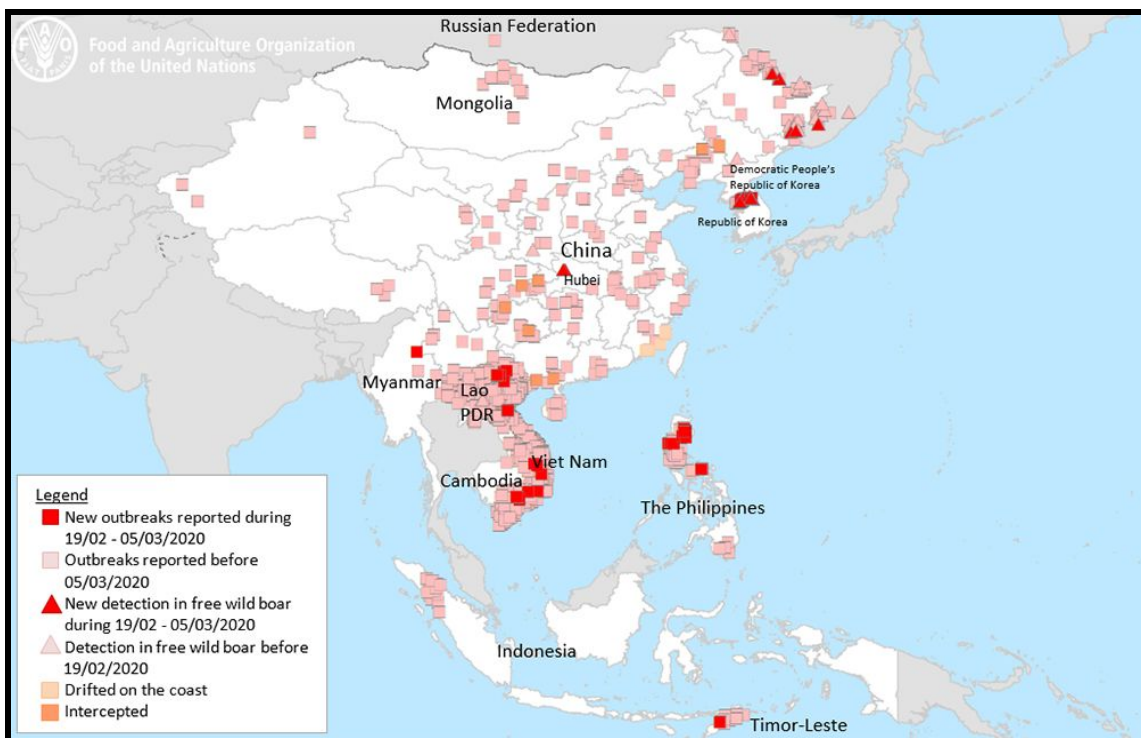 Russian Federation
Food and Agriculture Organization
of the United Nations
F A O
FIAT PANIS
Mongolia
Democratic People's
Republic of Korea
Republic of Korea
China
Hubei
Myanmar
Lao
PDR
Viet Nam
Cambodia
The Philippines
Indonesia
Timor-Leste
Legend
New outbreaks reported during
19/02 - 05/03/2020
Outbreaks reported before
05/03/2020
New detection in free wild boar
during 19/02 - 05/03/2020
Detection in free wild boar before
19/02/2020
Drifted on the coast
Intercepted